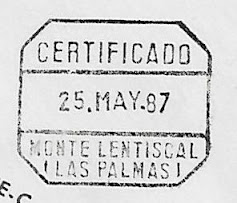 CERTIFICADO
25.MAY.87
MONTE LENTISCAL
(LAS PALMAS)
E.C